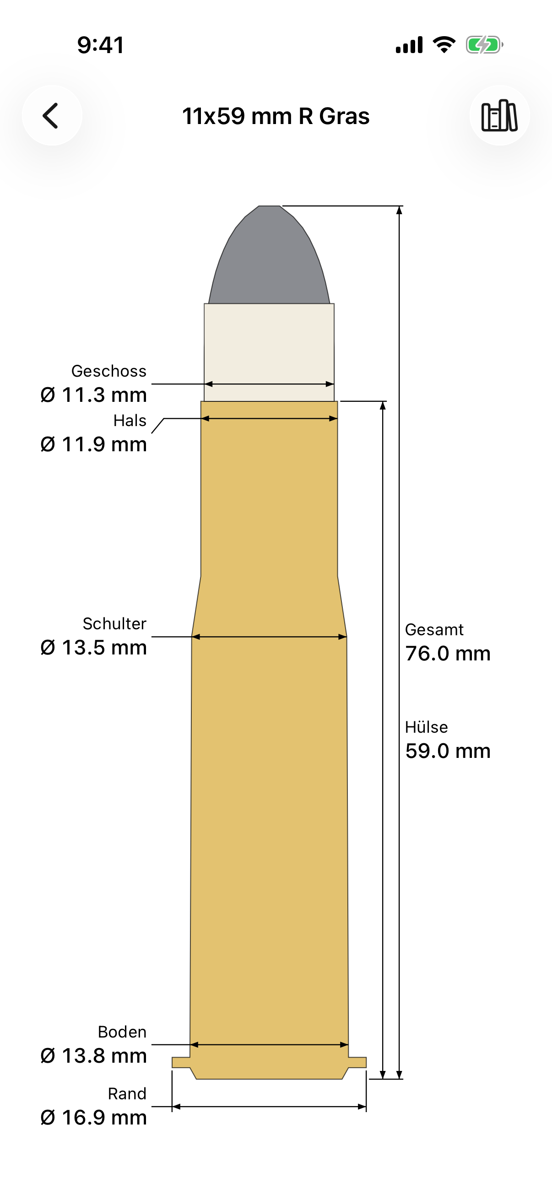 9:41
11x59 mm R Gras
Geschoss
Ø 11.3 mm
Hals
Ø 11.9 mm
Schulter
Ø 13.5 mm
Gesamt
76.0 mm
Hülse
59.0 mm
Boden
Ø 13.8 mm
Rand
Ø 16.9 mm